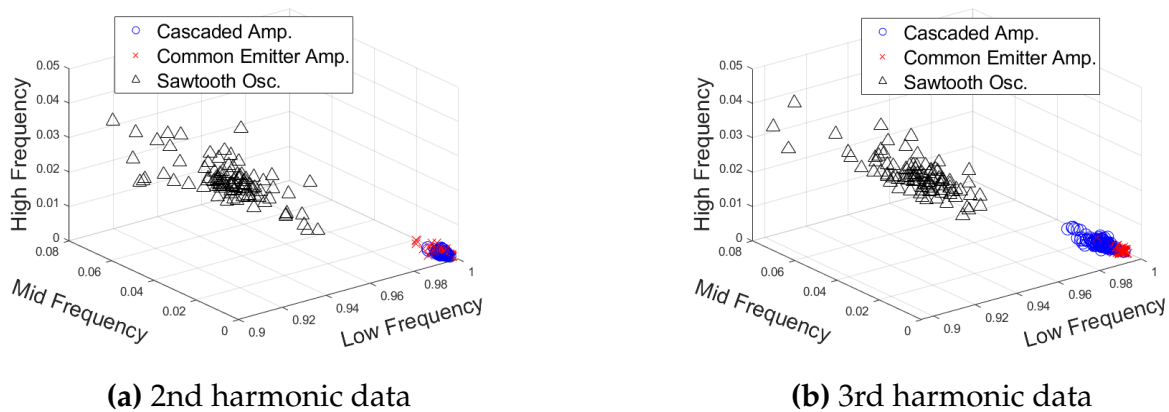 Cascaded Amp.
Common Emitter Amp.
Sawtooth Osc.
High Frequency
0.05
0.04
0.03
0.02
0.01
0
0.08
0.06
0.04
0.02
0
Mid Frequency
0.9
0.92
0.94
0.96
0.98
1
Low Frequency
(a) 2nd harmonic data
Cascaded Amp.
Common Emitter Amp.
Sawtooth Osc.
High Frequency
0.05
0.04
0.03
0.02
0.01
0
0.08
0.06
0.04
0.02
0
Mid Frequency
0.9
0.92
0.94
0.96
0.98
1
Low Frequency
(b) 3rd harmonic data